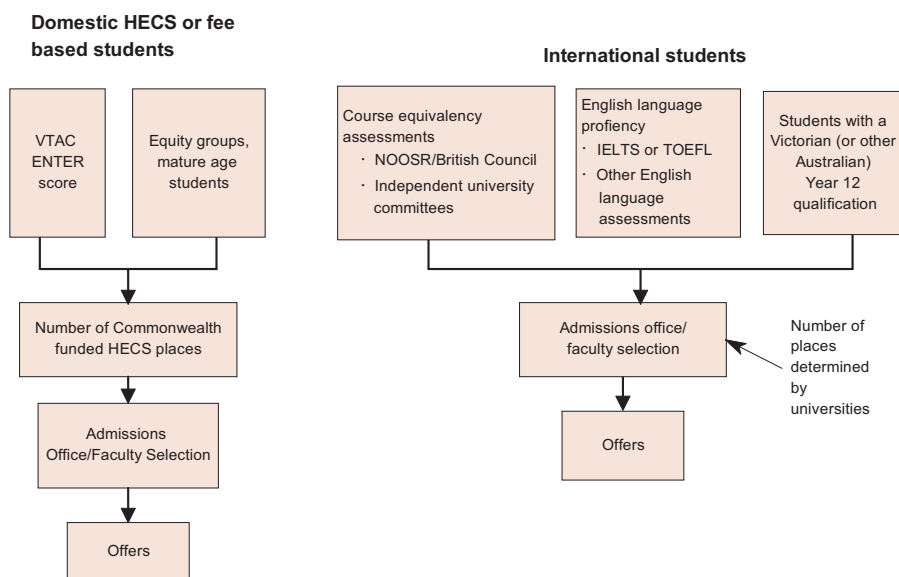 Domestic HECS or fee
based students
VTAC
ENTER
score
Equity groups,
mature age
students
Number of Commonwealth
funded HECS places
Admissions
Office/Faculty Selection
Offers
International students
Course equivalency
assessments
· NOOSR/British Council
· Independent university
committees
English language
profiency
· IELTS or TOEFL
· Other English
language
assessments
Students with a
Victorian (or other
Australian)
Year 12
qualification
Admissions office/
faculty selection
Number of
places
determined
by
universities
Offers